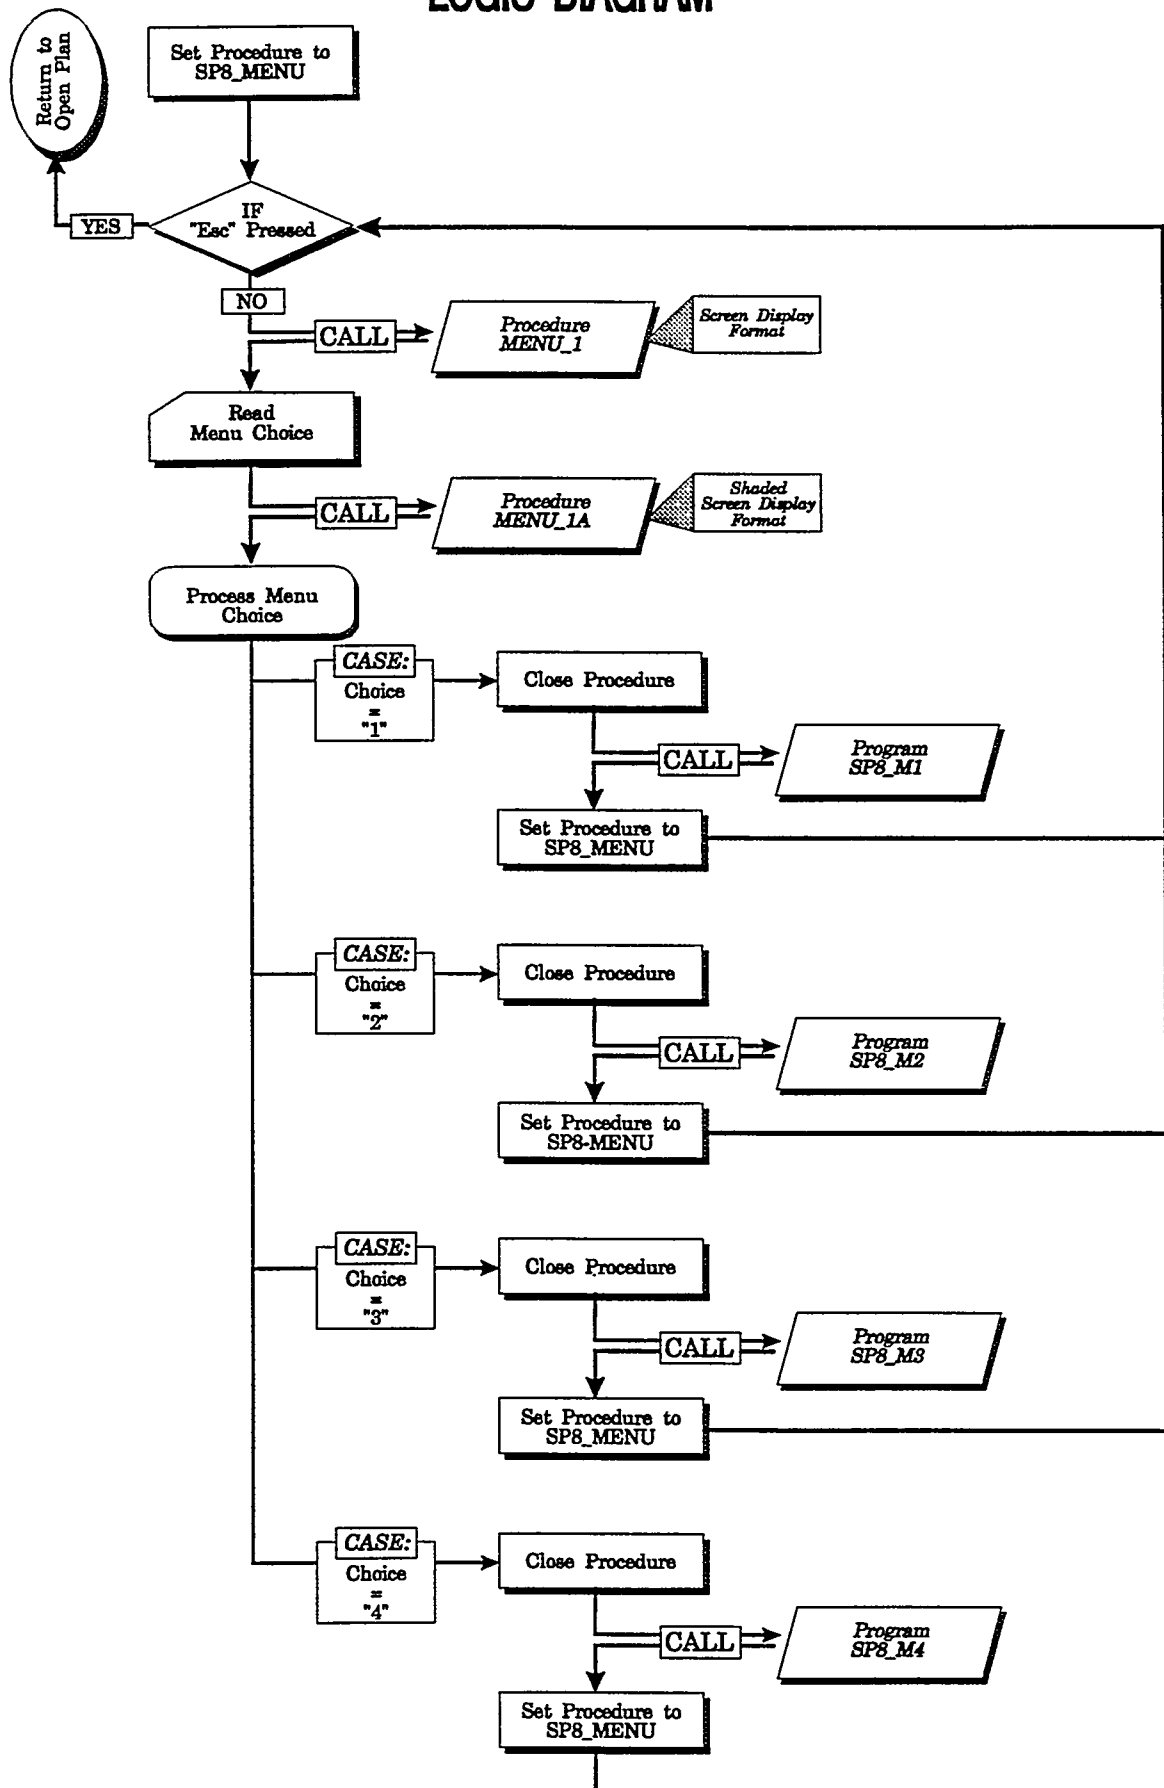 LOGIC DIAGRAM
Return to
Open Plan
Set Procedure to
SP8_MENU
IF
"Esc" Pressed
YES
NO
CALL
Procedure
MENU_1
Screen Display
Format
Read
Menu Choice
CALL
Procedure
MENU_1A
Shaded
Screen Display
Format
Process Menu
Choice
CASE:
Choice
=
"1"
Close Procedure
CALL
Program
SP8_M1
Set Procedure to
SP8_MENU
CASE:
Choice
=
"2"
Close Procedure
CALL
Program
SP8_M2
Set Procedure to
SP8-MENU
CASE:
Choice
=
"3"
Close Procedure
CALL
Program
SP8_M3
Set Procedure to
SP8_MENU
CASE:
Choice
=
"4"
Close Procedure
CALL
Program
SP8_M4
Set Procedure to
SP8_MENU